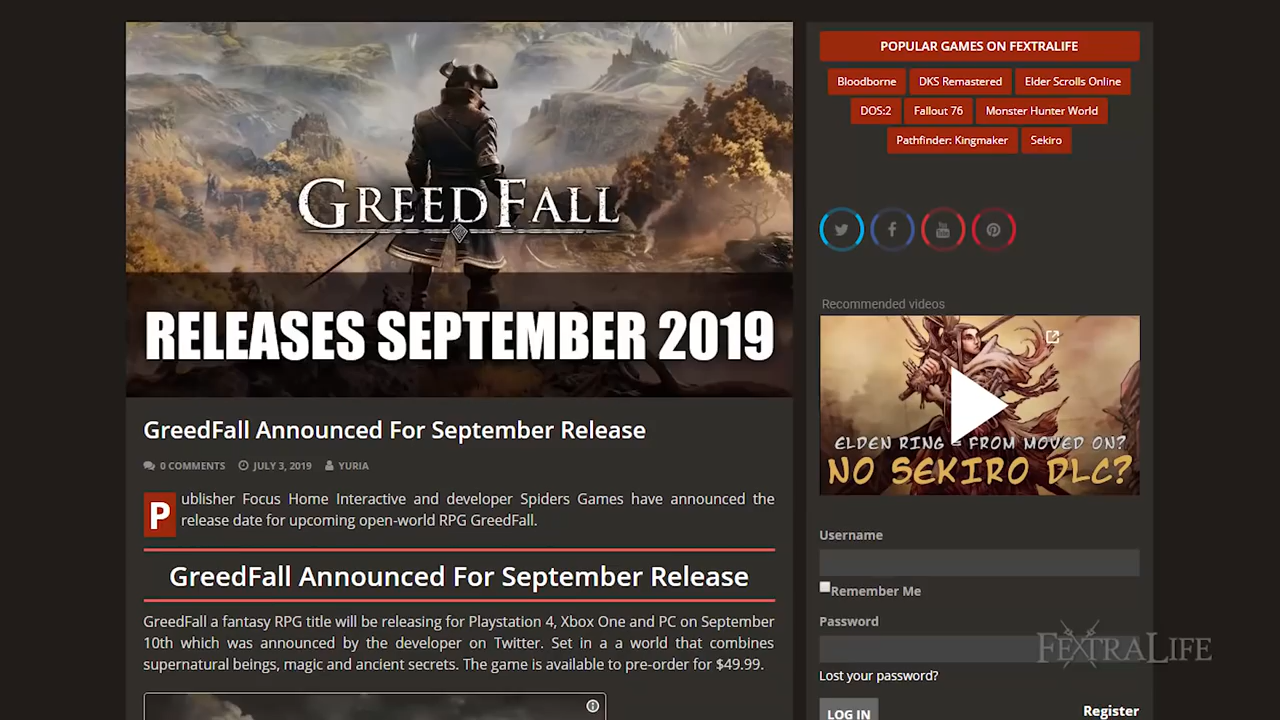 GREEDFALL
RELEASES SEPTEMBER 2019
GreedFall Announced For September Release
0 COMMENTS JULY 3, 2019 YURIA
Publisher Focus Home Interactive and developer Spiders Games have announced the
release date for upcoming open-world RPG GreedFall.
GreedFall Announced For September Release
GreedFall a fantasy RPG title will be releasing for Playstation 4, Xbox One and PC on September
10th which was announced by the developer on Twitter. Set in a a world that combines
supernatural beings, magic and ancient secrets. The game is available to pre-order for $49.99.
POPULAR GAMES ON FEXTRALIFE
Bloodborne DKS Remastered Elder Scrolls Online
DOS:2 Fallout 76 Monster Hunter World
Pathfinder: Kingmaker Sekiro
Recommended videos
ELDEN RING = FROM MOVED ON?
NO SEKIRO DLC?
Username
Remember Me
Password
FEXTRALIFE
Lost your password?
LOG IN Register